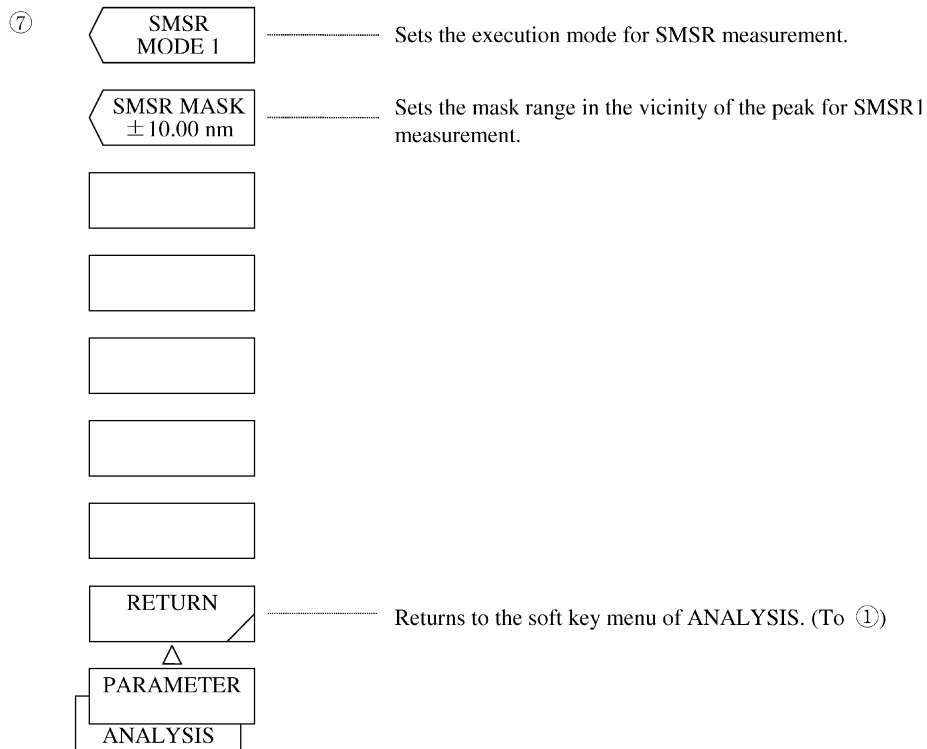 ⑦
SMSR
MODE 1
Sets the execution mode for SMSR measurement.
SMSR MASK
±10.00 nm
Sets the mask range in the vicinity of the peak for SMSR1
measurement.
RETURN
Returns to the soft key menu of ANALYSIS. (To ①)
PARAMETER
ANALYSIS